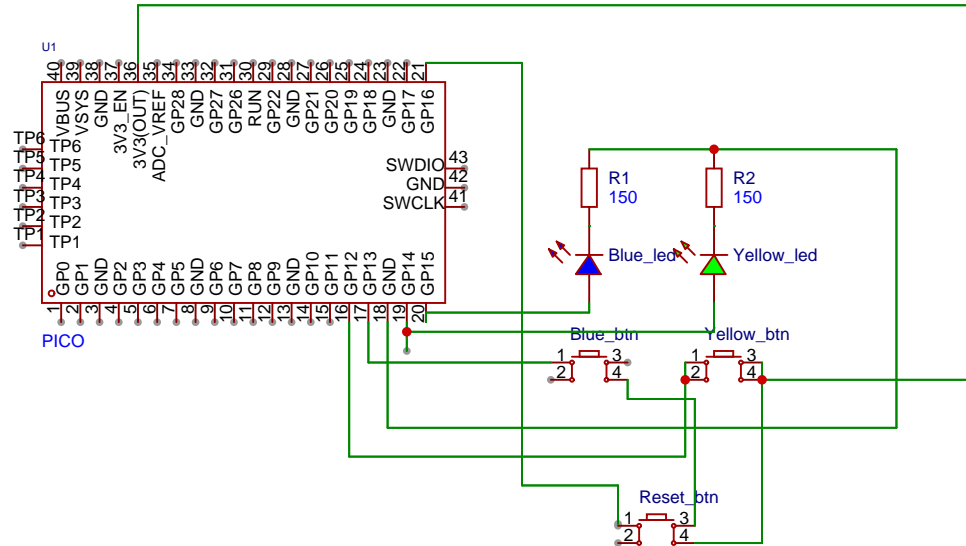 U1
40 39 38 37 36 35 34 33 32 31 30 29 28 27 26 25 24 23 22 21
VBUS VSYS GND 3V3_EN 3V3(OUT) ADC_VREF GP28 GND GP27 GP26 RUN GP22 GND GP21 GP20 GP19 GP18 GND GP17 GP16
TP6 TP6
TP5 TP5
TP4 TP4
TP3 TP3
TP2 TP2
TP1 TP1
SWDIO 43
GND 42
SWCLK 41
GP0 GP1 GND GP2 GP3 GP4 GP5 GND GP6 GP7 GP8 GP9 GND GP10 GP11 GP12 GP13 GND GP14 GP15
1 2 3 4 5 6 7 8 9 10 11 12 13 14 15 16 17 18 19 20
PICO
R1
150
R2
150
Blue_led
Yellow_led
Blue_btn
1 3
2 4
Yellow_btn
1 3
2 4
Reset_btn
1 3
2 4